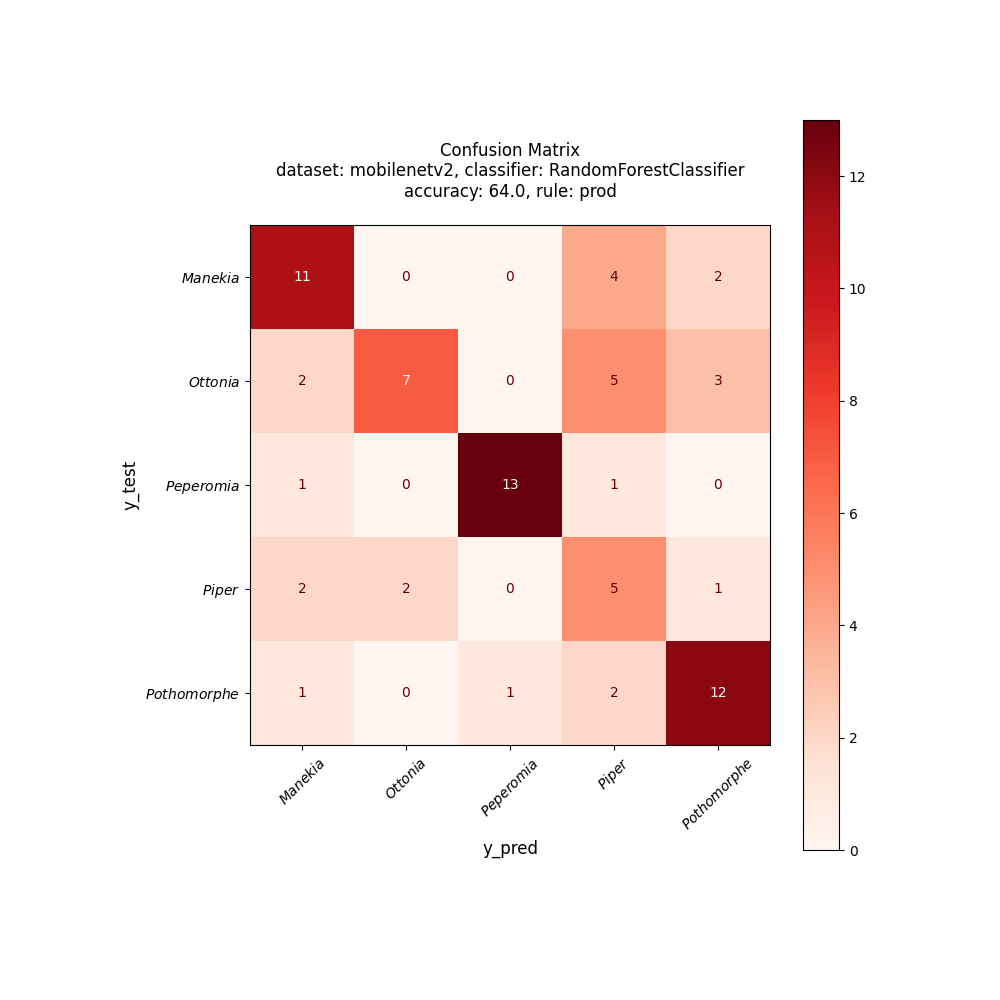 Confusion Matrix
dataset: mobilenetv2, classifier: RandomForestClassifier
accuracy: 64.0, rule: prod
Manekia 11 0 0 4 2
Ottonia 2 7 0 5 3
Peperomia 1 0 13 1 0
Piper 2 2 0 5 1
Pothomorphe 1 0 1 2 12
y_test
Manekia Ottonia Peperomia Piper Pothomorphe
y_pred
12
10
8
6
4
2
0